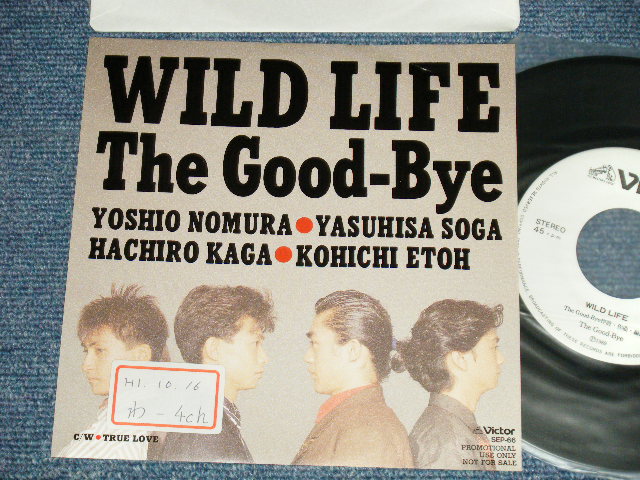 WILD LIFE
The Good-Bye
YOSHIO NOMURA●YASUHISA SOGA
HACHIRO KAGA●KOHICHI ETOH
H1. 10. 16
C/W●TRUE LOVE
Victor
SEP-66
PROMOTIONAL
USE ONLY
NOT FOR SALE
STEREO
45 r.p.m
WILD LIFE
The Good-Bye